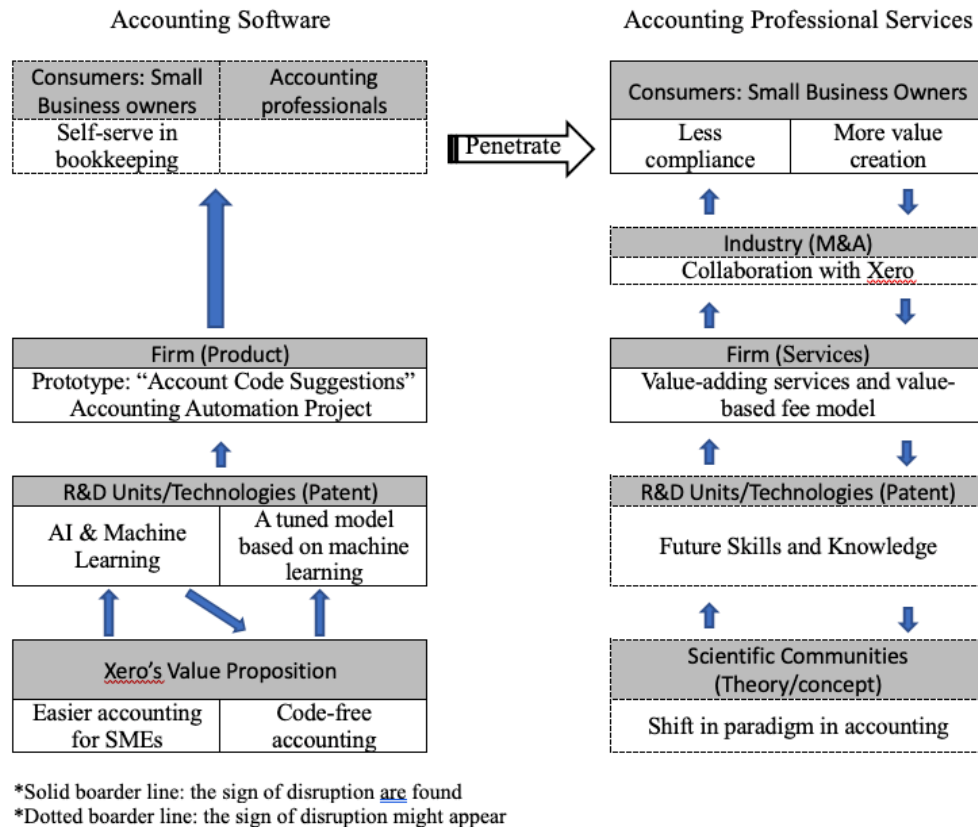 Accounting Software
Consumers: Small
Business owners
Accounting
professionals
Self-serve in
bookkeeping
Firm (Product)
Prototype: “Account Code Suggestions”
Accounting Automation Project
R&D Units/Technologies (Patent)
AI & Machine
Learning
A tuned model
based on machine
learning
Xero’s Value Proposition
Easier accounting
for SMEs
Code-free
accounting
Penetrate
Accounting Professional Services
Consumers: Small Business Owners
Less
compliance
More value
creation
Industry (M&A)
Collaboration with Xero
Firm (Services)
Value-adding services and value-
based fee model
R&D Units/Technologies (Patent)
Future Skills and Knowledge
Scientific Communities
(Theory/concept)
Shift in paradigm in accounting
*Solid boarder line: the sign of disruption are found
*Dotted boarder line: the sign of disruption might appear